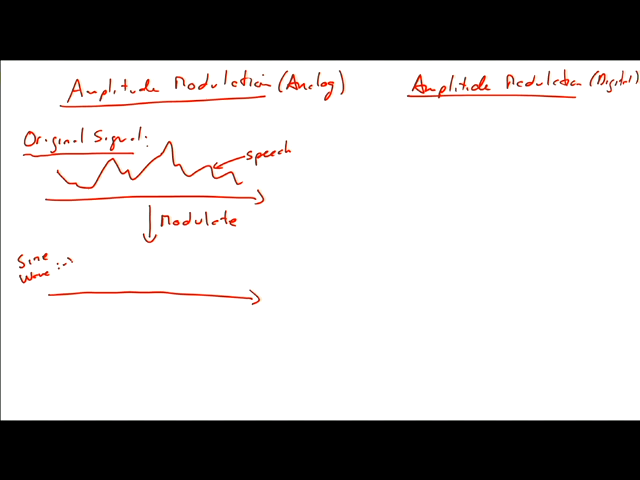 Amplitude Modulation (Analog)
Amplitude Modulation (Digital)
Original Signal:
speech
Modulate
Sine
Wave :-)